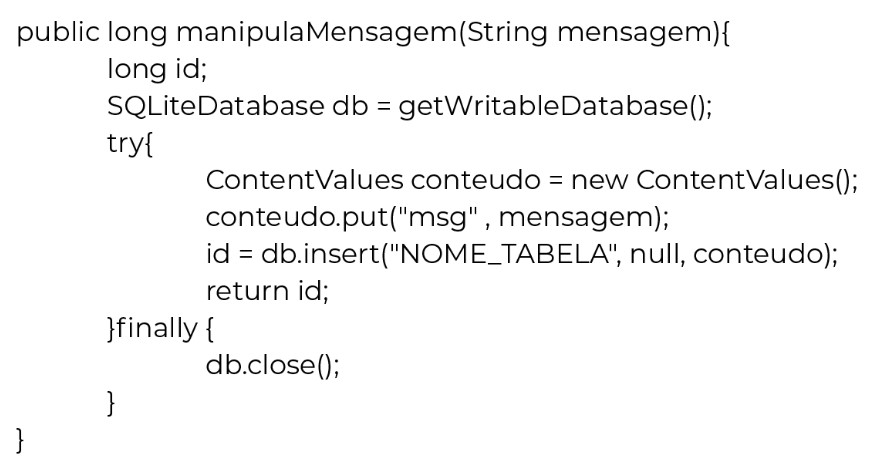 public long manipulaMensagem(String mensagem){
long id;
SQLiteDatabase db = getWritableDatabase();
try{
ContentValues conteudo = new ContentValues();
conteudo.put("msg" , mensagem);
id = db.insert("NOME_TABELA", null, conteudo);
return id;
}finally {
db.close();
}
}